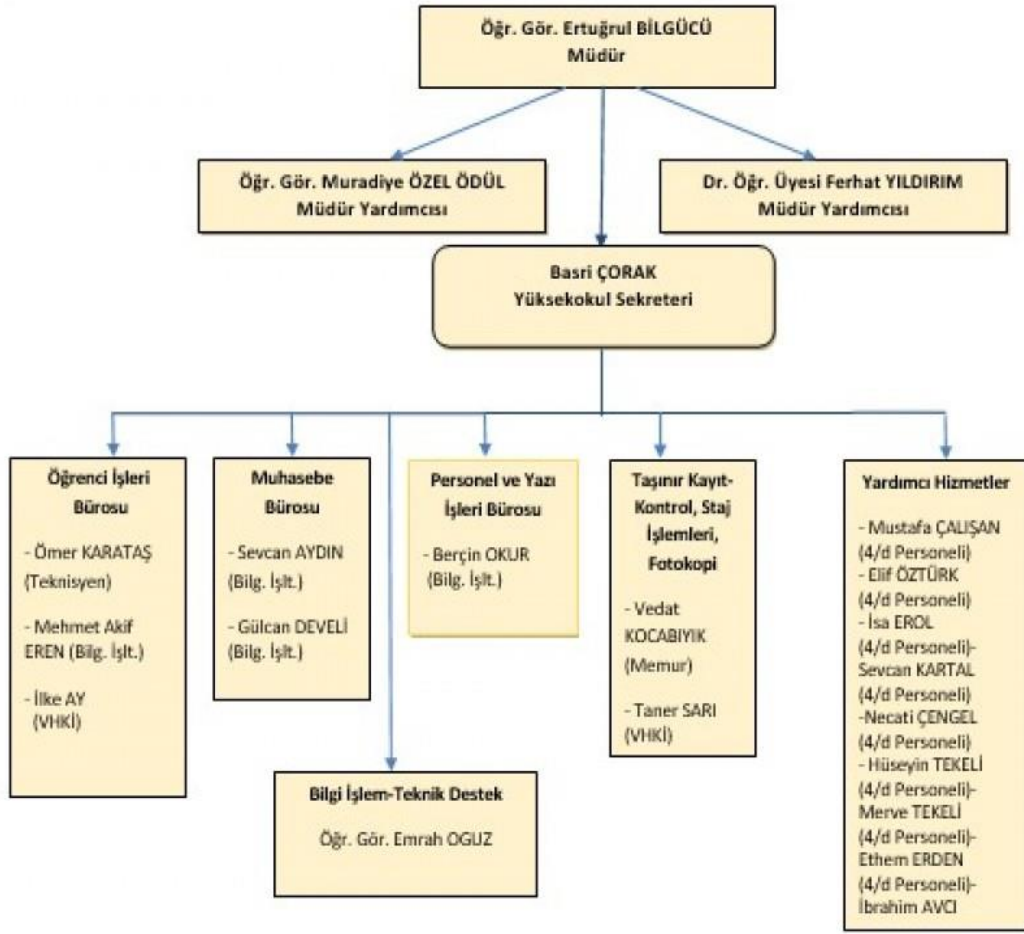 Öğr. Gör. Ertuğrul BİLGÜCÜ
Müdür
Öğr. Gör. Muradiye ÖZEL ÖDÜL
Müdür Yardımcısı
Dr. Öğr. Üyesi Ferhat YILDIRIM
Müdür Yardımcısı
Basri ÇORAK
Yüksekokul Sekreteri
Öğrenci İşleri
Bürosu
- Ömer KARATAŞ
(Teknisyen)
- Mehmet Akif
EREN (Bilg. İşlt.)
- İlke AY
(VHKİ)
Muhasebe
Bürosu
- Sevcan AYDIN
(Bilg. İşlt.)
- Gülcan DEVELİ
(Bilg. İşlt.)
Personel ve Yazı
İşleri Bürosu
- Berçin OKUR
(Bilg. İşlt.)
Taşınır Kayıt-
Kontrol, Staj
İşlemleri,
Fotokopi
- Vedat
KOCABIYIK
(Memur)
- Taner SARI
(VHKİ)
Yardımcı Hizmetler
- Mustafa ÇALIŞAN
(4/d Personeli)
- Elif ÖZTÜRK
(4/d Personeli)
- İsa EROL
(4/d Personeli)-
Sevcan KARTAL
(4/d Personeli)
-Necati ÇENGEL
(4/d Personeli)
- Hüseyin TEKELİ
(4/d Personeli)-
Merve TEKELİ
(4/d Personeli)-
Ethem ERDEN
(4/d Personeli)-
İbrahim AVCI
Bilgi İşlem-Teknik Destek
Öğr. Gör. Emrah OGUZ